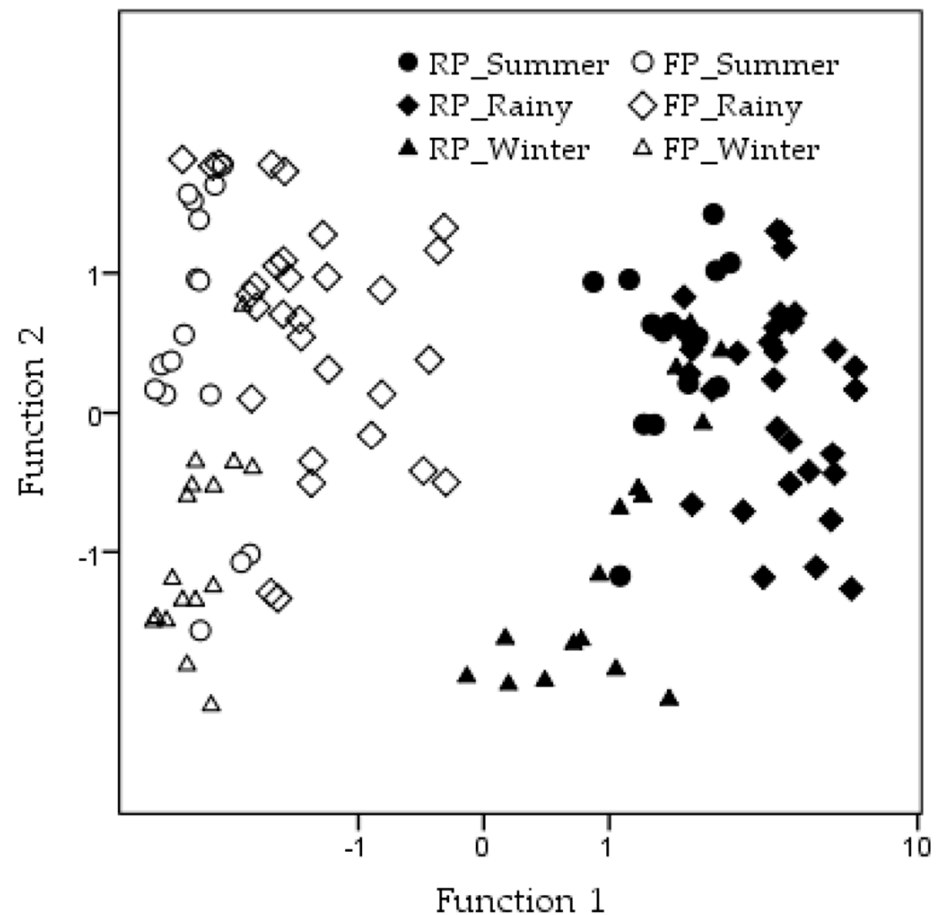 RP_Summer FP_Summer
RP_Rainy FP_Rainy
RP_Winter FP_Winter
1
0
-1
Function 2
-1 0 1 10
Function 1